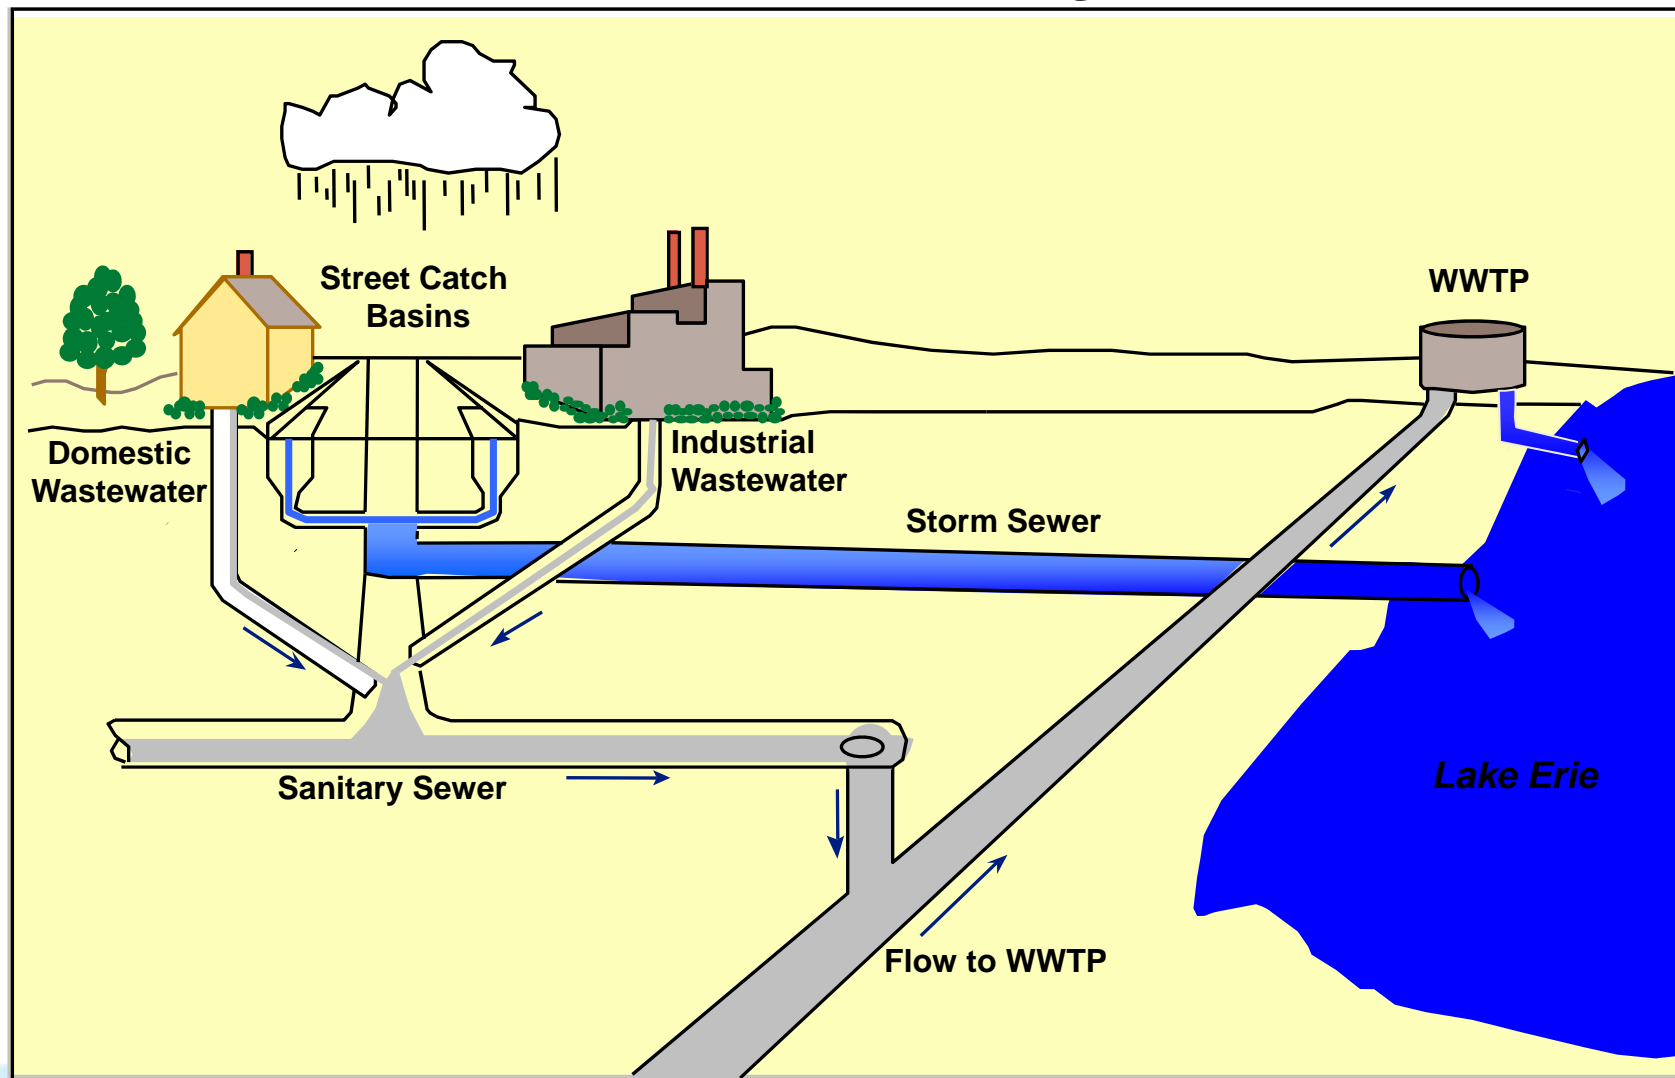 Street Catch
Basins
WWTP
Domestic
Wastewater
Industrial
Wastewater
Storm Sewer
Sanitary Sewer
Lake Erie
Flow to WWTP